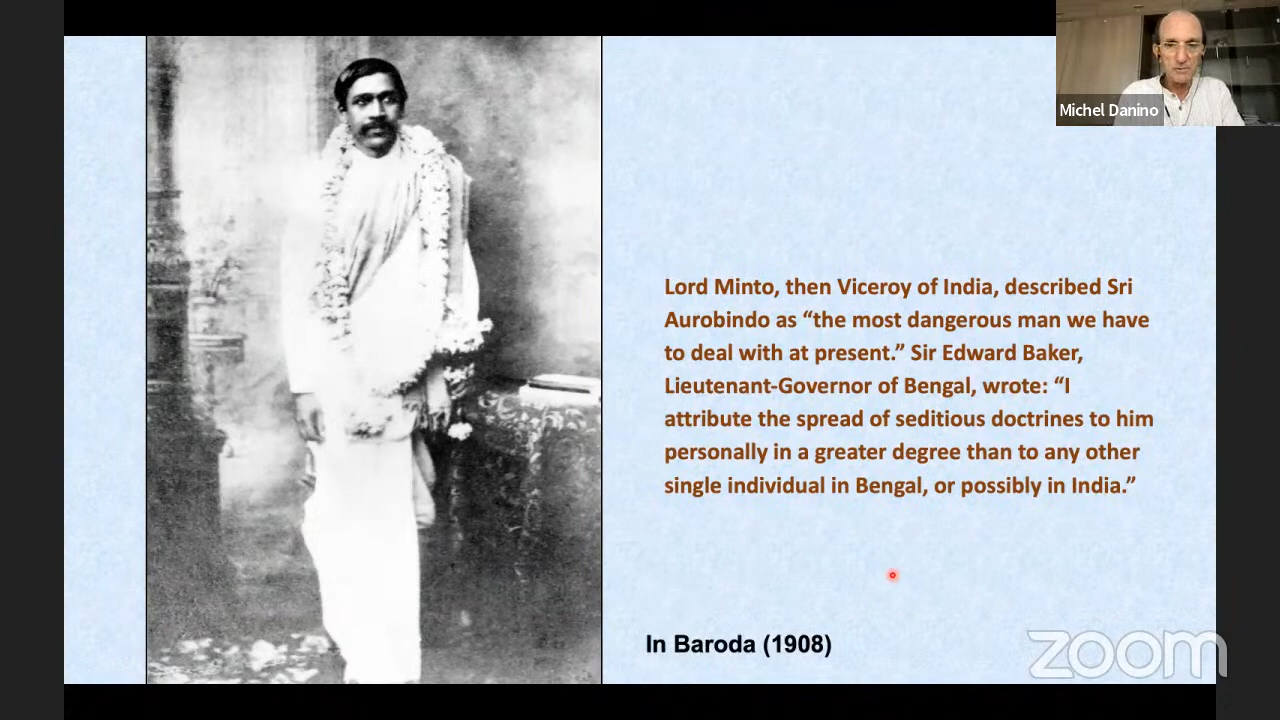 Michel Danino
Lord Minto, then Viceroy of India, described Sri
Aurobindo as “the most dangerous man we have
to deal with at present.” Sir Edward Baker,
Lieutenant-Governor of Bengal, wrote: “I
attribute the spread of seditious doctrines to him
personally in a greater degree than to any other
single individual in Bengal, or possibly in India.”
In Baroda (1908)
zoom